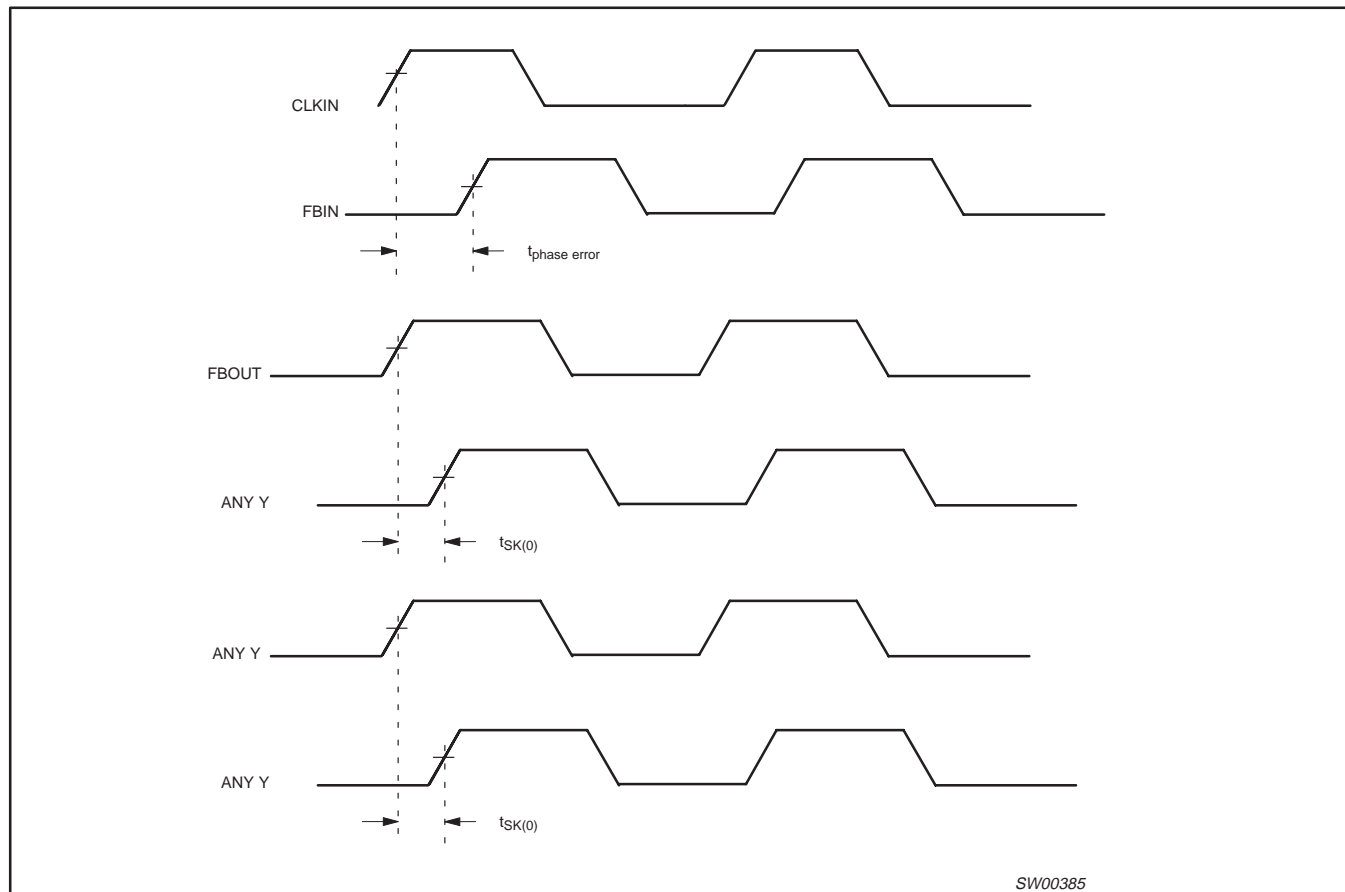 CLKIN
FBIN
tphase error
FBOUT
ANY Y
tSK(0)
ANY Y
ANY Y
tSK(0)
SW00385